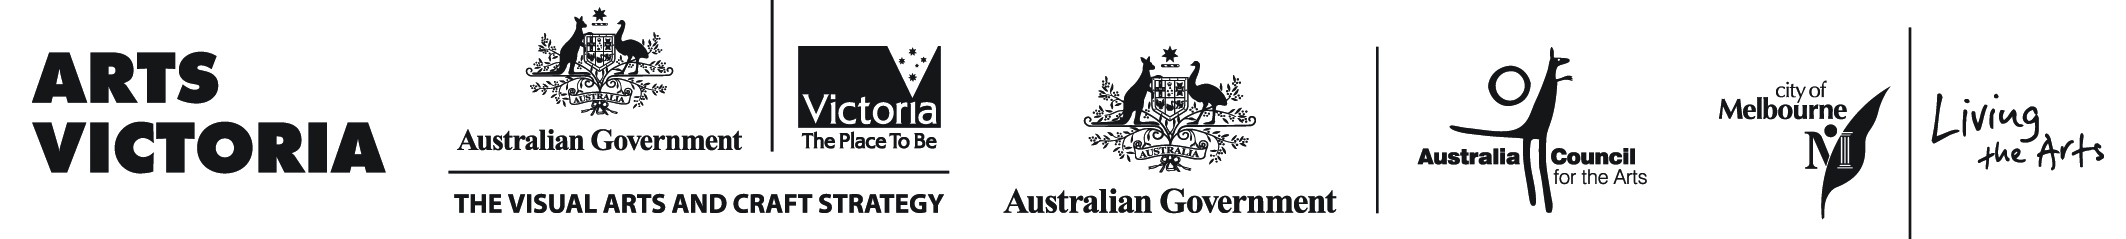 ARTS
VICTORIA
AUSTRALIA
Australian Government
Victoria
The Place To Be
THE VISUAL ARTS AND CRAFT STRATEGY
AUSTRALIA
Australian Government
Australia Council
for the Arts
city of
Melbourne
M
Living
the Arts